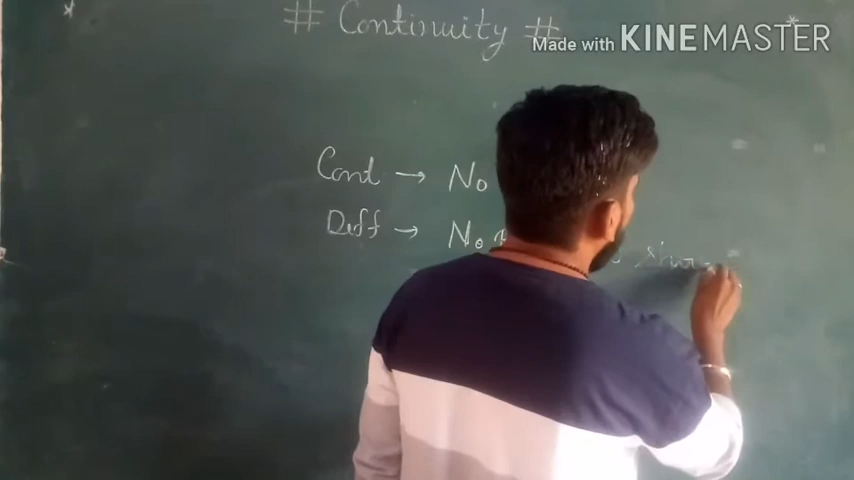 # Continuity #
Made with KINEMASTER
Cont → No
Diff → No